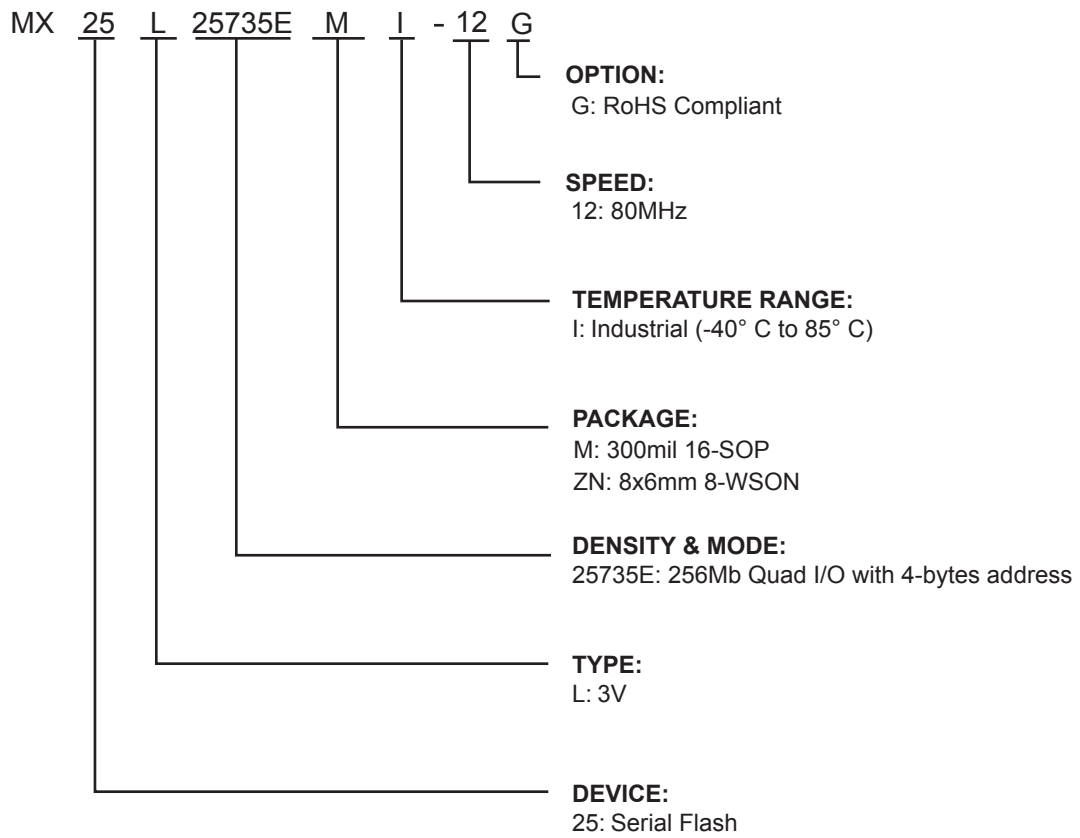 MX 25 L 25735E M I - 12 G
OPTION:
G: RoHS Compliant
SPEED:
12: 80MHz
TEMPERATURE RANGE:
I: Industrial (-40° C to 85° C)
PACKAGE:
M: 300mil 16-SOP
ZN: 8x6mm 8-WSON
DENSITY & MODE:
25735E: 256Mb Quad I/O with 4-bytes address
TYPE:
L: 3V
DEVICE:
25: Serial Flash